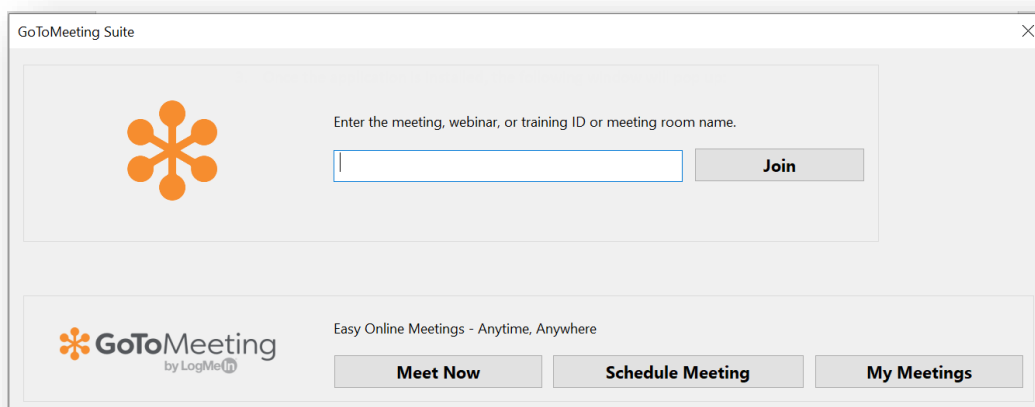 GoToMeeting Suite
Enter the meeting, webinar, or training ID or meeting room name.
Join
GoToMeeting
by LogMeIn
Easy Online Meetings - Anytime, Anywhere
Meet Now
Schedule Meeting
My Meetings